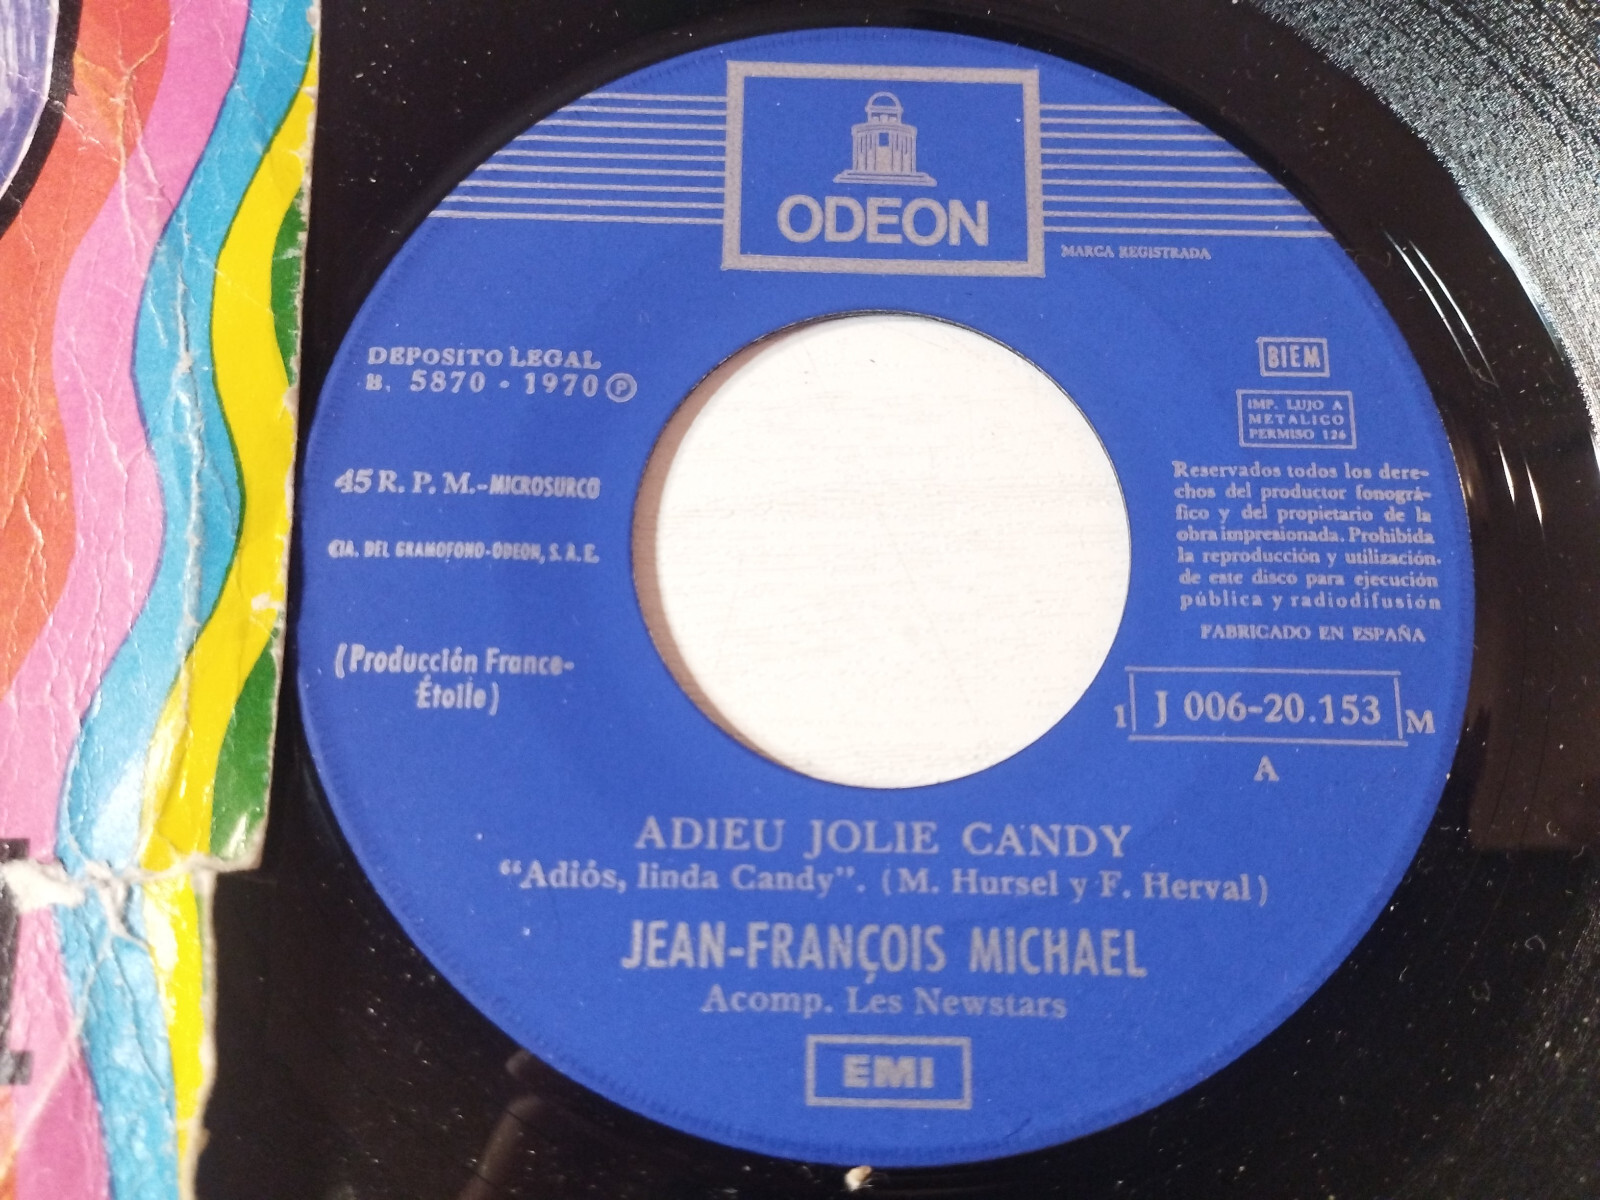 ODEON
MARCA REGISTRADA
DEPOSITO LEGAL
B. 5870 - 1970 Ⓟ
45 R. P. M.-MICROSURCO
CIA. DEL GRAMOFONO-ODEON, S. A. E.
(Producción France-
Étoile)
BIEM
IMP. LUJO A
METALICO
PERMISO 126
Reservados todos los dere-
chos del productor fonográ-
fico y del propietario de la
obra impresionada. Prohibida
la reproducción y utilización
de este disco para ejecución
pública y radiodifusión
FABRICADO EN ESPAÑA
1 J 006-20.153 M
A
ADIEU JOLIE CANDY
"Adiós, linda Candy". (M. Hursel y F. Herval)
JEAN-FRANÇOIS MICHAEL
Acomp. Les Newstars
EMI